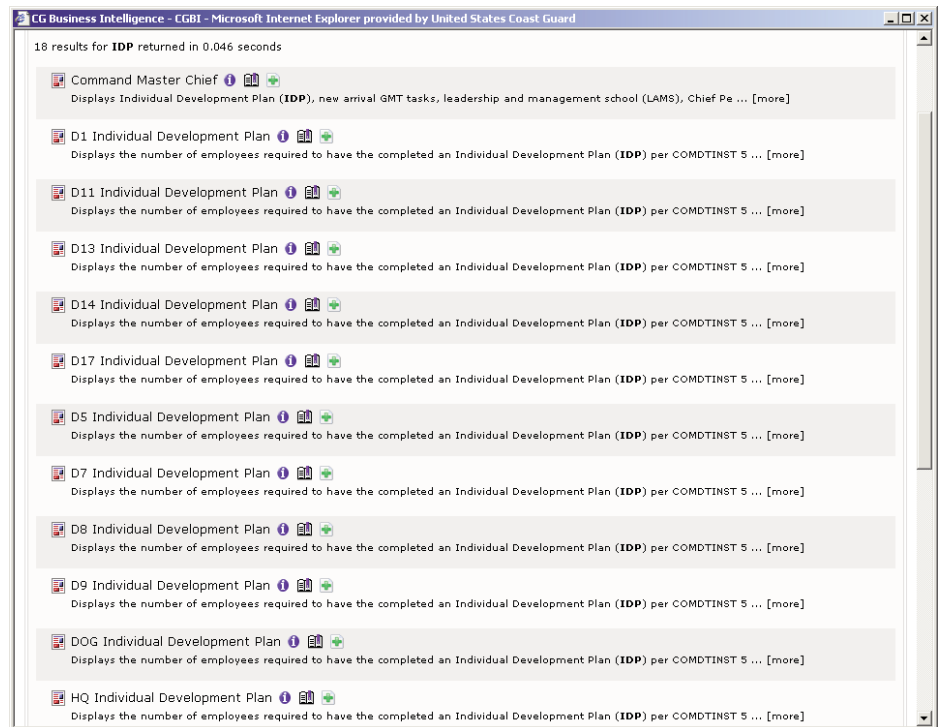 CG Business Intelligence - CGBI - Microsoft Internet Explorer provided by United States Coast Guard
18 results for IDP returned in 0.046 seconds
Command Master Chief
Displays Individual Development Plan (IDP), new arrival GMT tasks, leadership and management school (LAMS), Chief Pe ... [more]
D1 Individual Development Plan
Displays the number of employees required to have the completed an Individual Development Plan (IDP) per COMDTINST 5 ... [more]
D11 Individual Development Plan
Displays the number of employees required to have the completed an Individual Development Plan (IDP) per COMDTINST 5 ... [more]
D13 Individual Development Plan
Displays the number of employees required to have the completed an Individual Development Plan (IDP) per COMDTINST 5 ... [more]
D14 Individual Development Plan
Displays the number of employees required to have the completed an Individual Development Plan (IDP) per COMDTINST 5 ... [more]
D17 Individual Development Plan
Displays the number of employees required to have the completed an Individual Development Plan (IDP) per COMDTINST 5 ... [more]
D5 Individual Development Plan
Displays the number of employees required to have the completed an Individual Development Plan (IDP) per COMDTINST 5 ... [more]
D7 Individual Development Plan
Displays the number of employees required to have the completed an Individual Development Plan (IDP) per COMDTINST 5 ... [more]
D8 Individual Development Plan
Displays the number of employees required to have the completed an Individual Development Plan (IDP) per COMDTINST 5 ... [more]
D9 Individual Development Plan
Displays the number of employees required to have the completed an Individual Development Plan (IDP) per COMDTINST 5 ... [more]
DOG Individual Development Plan
Displays the number of employees required to have the completed an Individual Development Plan (IDP) per COMDTINST 5 ... [more]
HQ Individual Development Plan
Displays the number of employees required to have the completed an Individual Development Plan (IDP) per COMDTINST 5 ... [more]